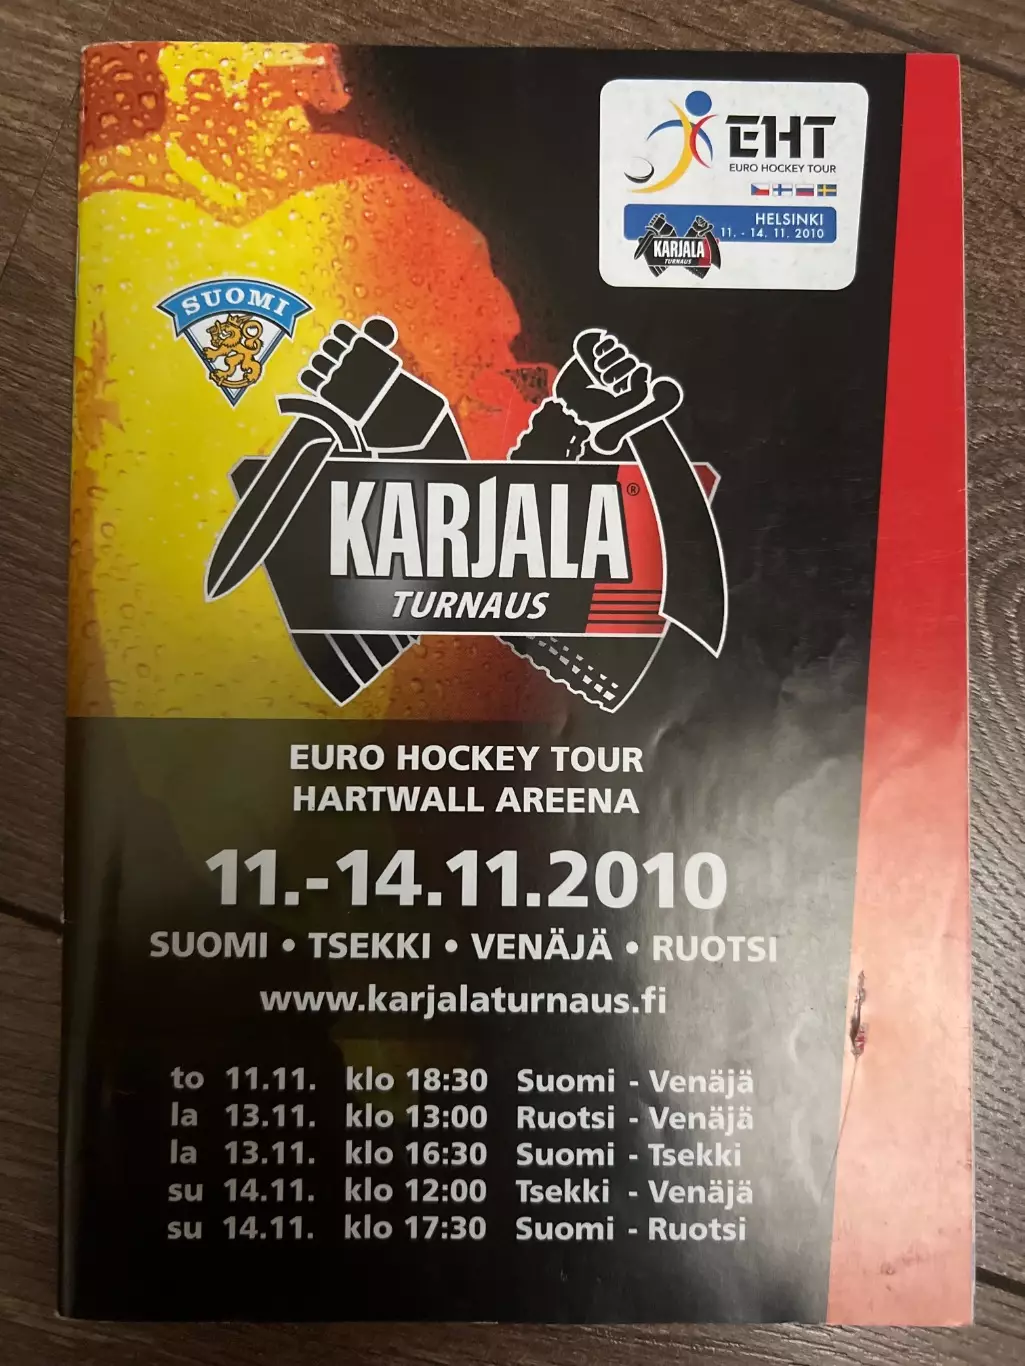 EHT
EURO HOCKEY TOUR
HELSINKI
11. - 14. 11. 2010
KARJALA
TURNAUS
SUOMI
KARJALA®
TURNAUS
EURO HOCKEY TOUR
HARTWALL AREENA
11.-14.11.2010
SUOMI • TSEKKI • VENÄJÄ • RUOTSI
www.karjalaturnaus.fi
to 11.11. klo 18:30 Suomi - Venäjä
la 13.11. klo 13:00 Ruotsi - Venäjä
la 13.11. klo 16:30 Suomi - Tsekki
su 14.11. klo 12:00 Tsekki - Venäjä
su 14.11. klo 17:30 Suomi - Ruotsi